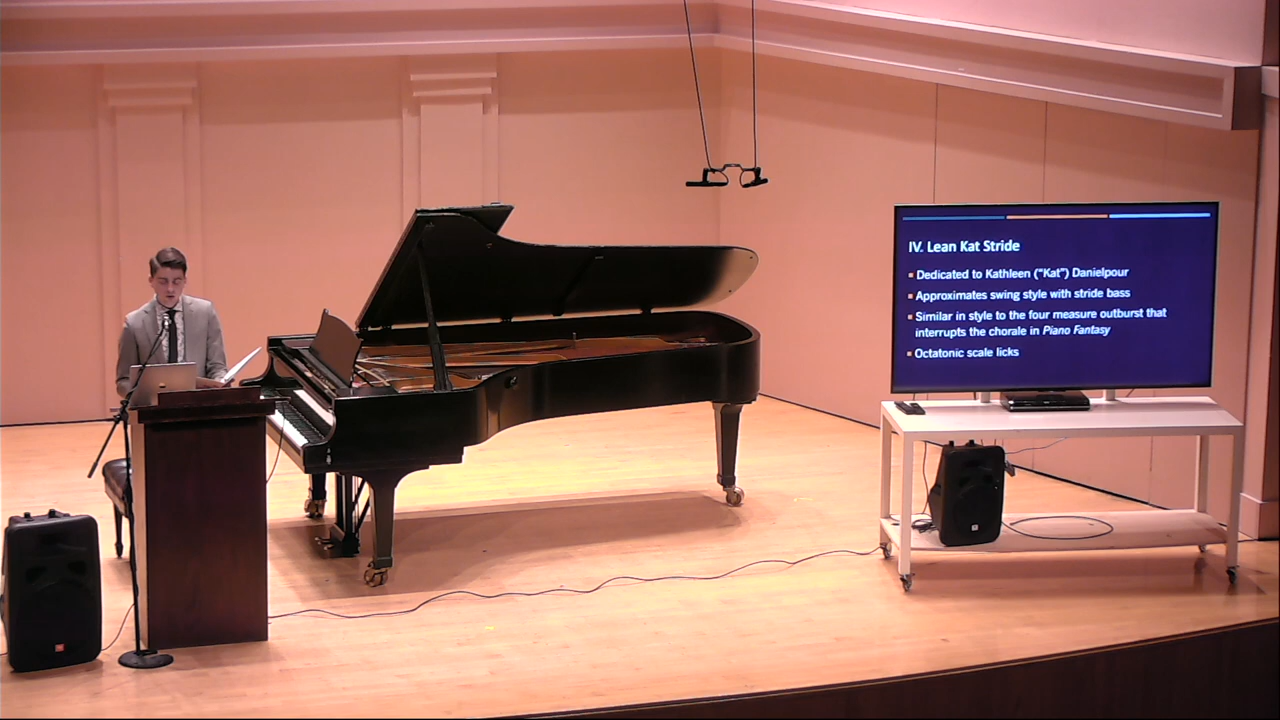 IV. Lean Kat Stride
Dedicated to Kathleen ("Kat") Danielpour
Approximates swing style with stride bass
Similar in style to the four measure outburst that
interrupts the chorale in Piano Fantasy
Octatonic scale licks